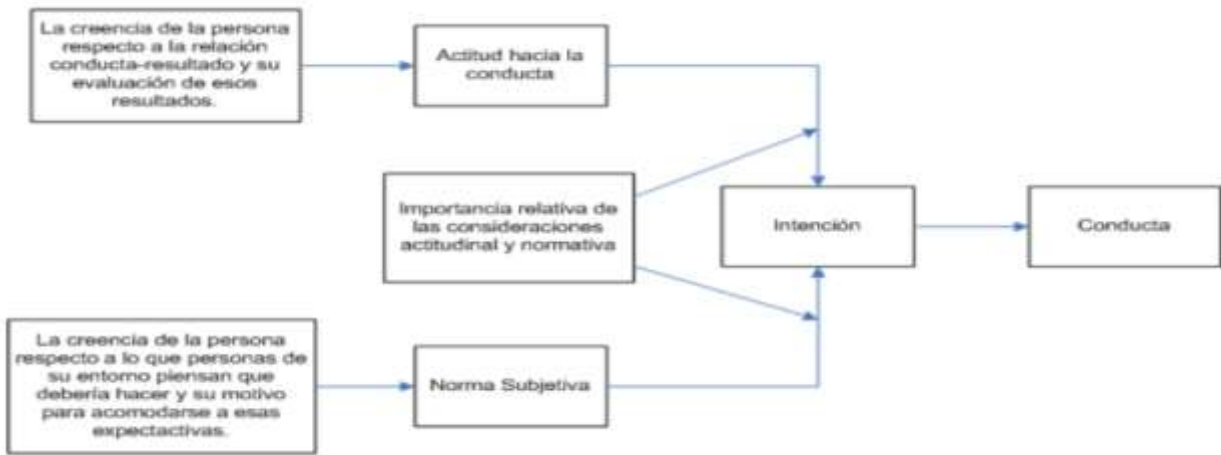 La creencia de la persona
respecto a la relación
conducta-resultado y su
evaluación de esos
resultados.
Actitud hacia la
conducta
Importancia relativa de
las consideraciones
actitudinal y normativa
Intención
Conducta
La creencia de la persona
respecto a lo que personas de
su entorno piensan que
debería hacer y su motivo
para acomodarse a esas
expectactivas.
Norma Subjetiva